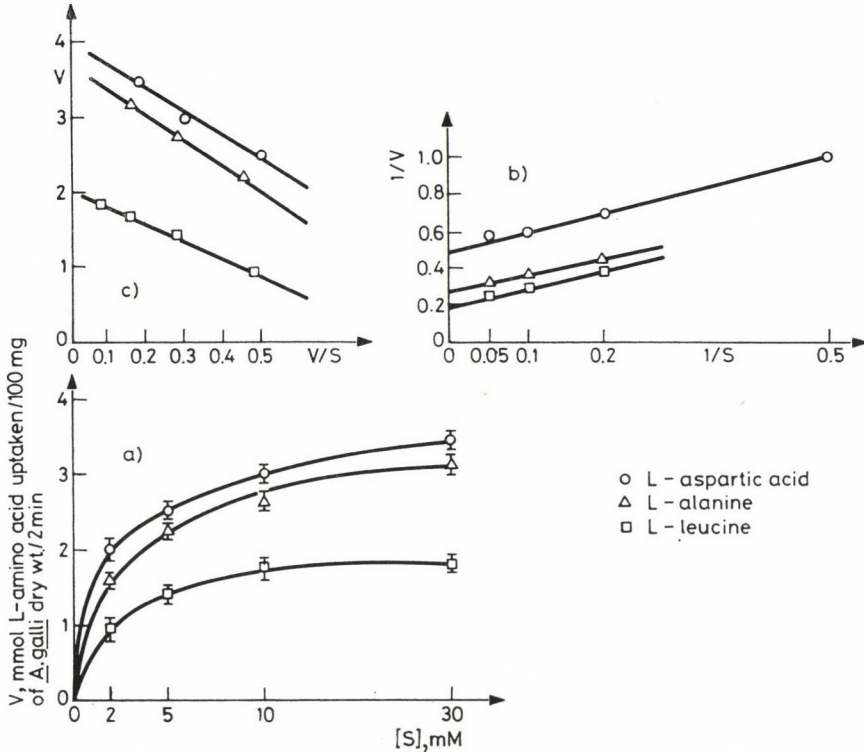 4
V
3
2
1
0
c)
0.1
0.2
0.3
0.4
0.5
V/S
1/V
1.0
0.8
0.6
0.4
0.2
0
b)
0
0.05
0.1
0.2
1/S
0.5
V, mmol L-amino acid uptaken/100 mg
of A.galli dry wt/2min
4
3
2
1
0
a)
0
2
5
10
30
[S],mM
L-aspartic acid
L-alanine
L-leucine